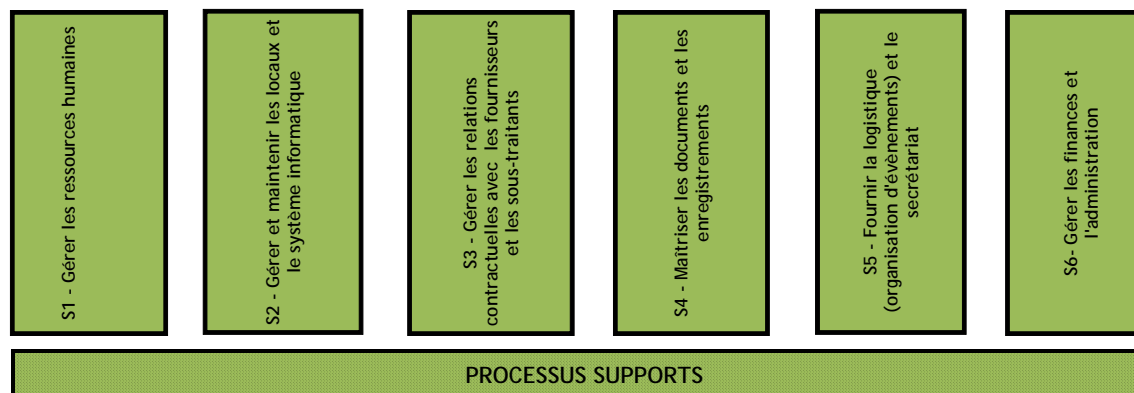 S1 - Gérer les ressources humaines
S2 - Gérer et maintenir les locaux et
le système informatique
S3 - Gérer les relations
contractuelles avec les fournisseurs
et les sous-traitants
S4 - Maîtriser les documents et les
enregistrements
S5 - Fournir la logistique
(organisation d'évènements) et le
secrétariat
S6- Gérer les finances et
l'administration
PROCESSUS SUPPORTS